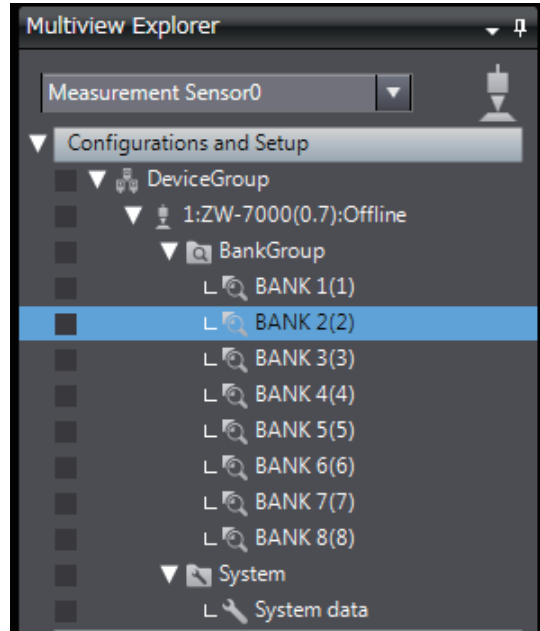 Multiview Explorer
Measurement Sensor0
Configurations and Setup
DeviceGroup
1:ZW-7000(0.7):Offline
BankGroup
BANK 1(1)
BANK 2(2)
BANK 3(3)
BANK 4(4)
BANK 5(5)
BANK 6(6)
BANK 7(7)
BANK 8(8)
System
System data